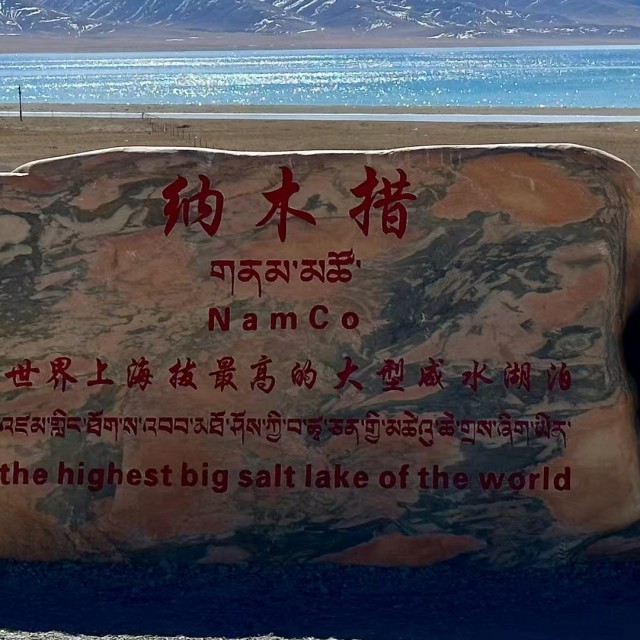 纳木措
གནམ་མཚོ་
NamCo
世界上海拔最高的大型咸水湖泊
the highest big salt lake of the world